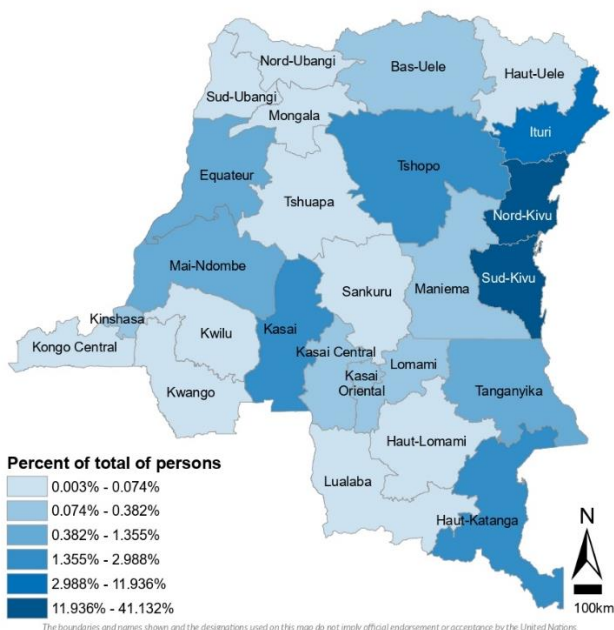 Nord-Ubangi
Bas-Uele
Haut-Uele
Sud-Ubangi
Mongala
Ituri
Equateur
Tshopo
Tshuapa
Nord-Kivu
Mai-Ndombe
Sud-Kivu
Sankuru
Maniema
Kinshasa
Kasai
Kwilu
Kongo Central
Kasai Central
Lomami
Kasai
Oriental
Kwango
Tanganyika
Haut-Lomami
Lualaba
Haut-Katanga
Percent of total of persons
0.003% - 0.074%
0.074% - 0.382%
0.382% - 1.355%
1.355% - 2.988%
2.988% - 11.936%
11.936% - 41.132%
N
100km
The boundaries and names shown and the designations used on this map do not imply official endorsement or acceptance by the United Nations